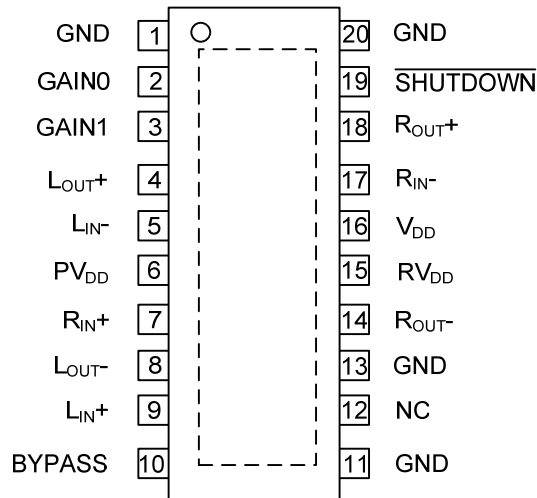 GND 1 20 GND
GAIN0 2 19 SHUTDOWN
GAIN1 3 18 ROUT+
LOUT+ 4 17 RIN-
LIN- 5 16 VDD
PVDD 6 15 RVDD
RIN+ 7 14 ROUT-
LOUT- 8 13 GND
LIN+ 9 12 NC
BYPASS 10 11 GND